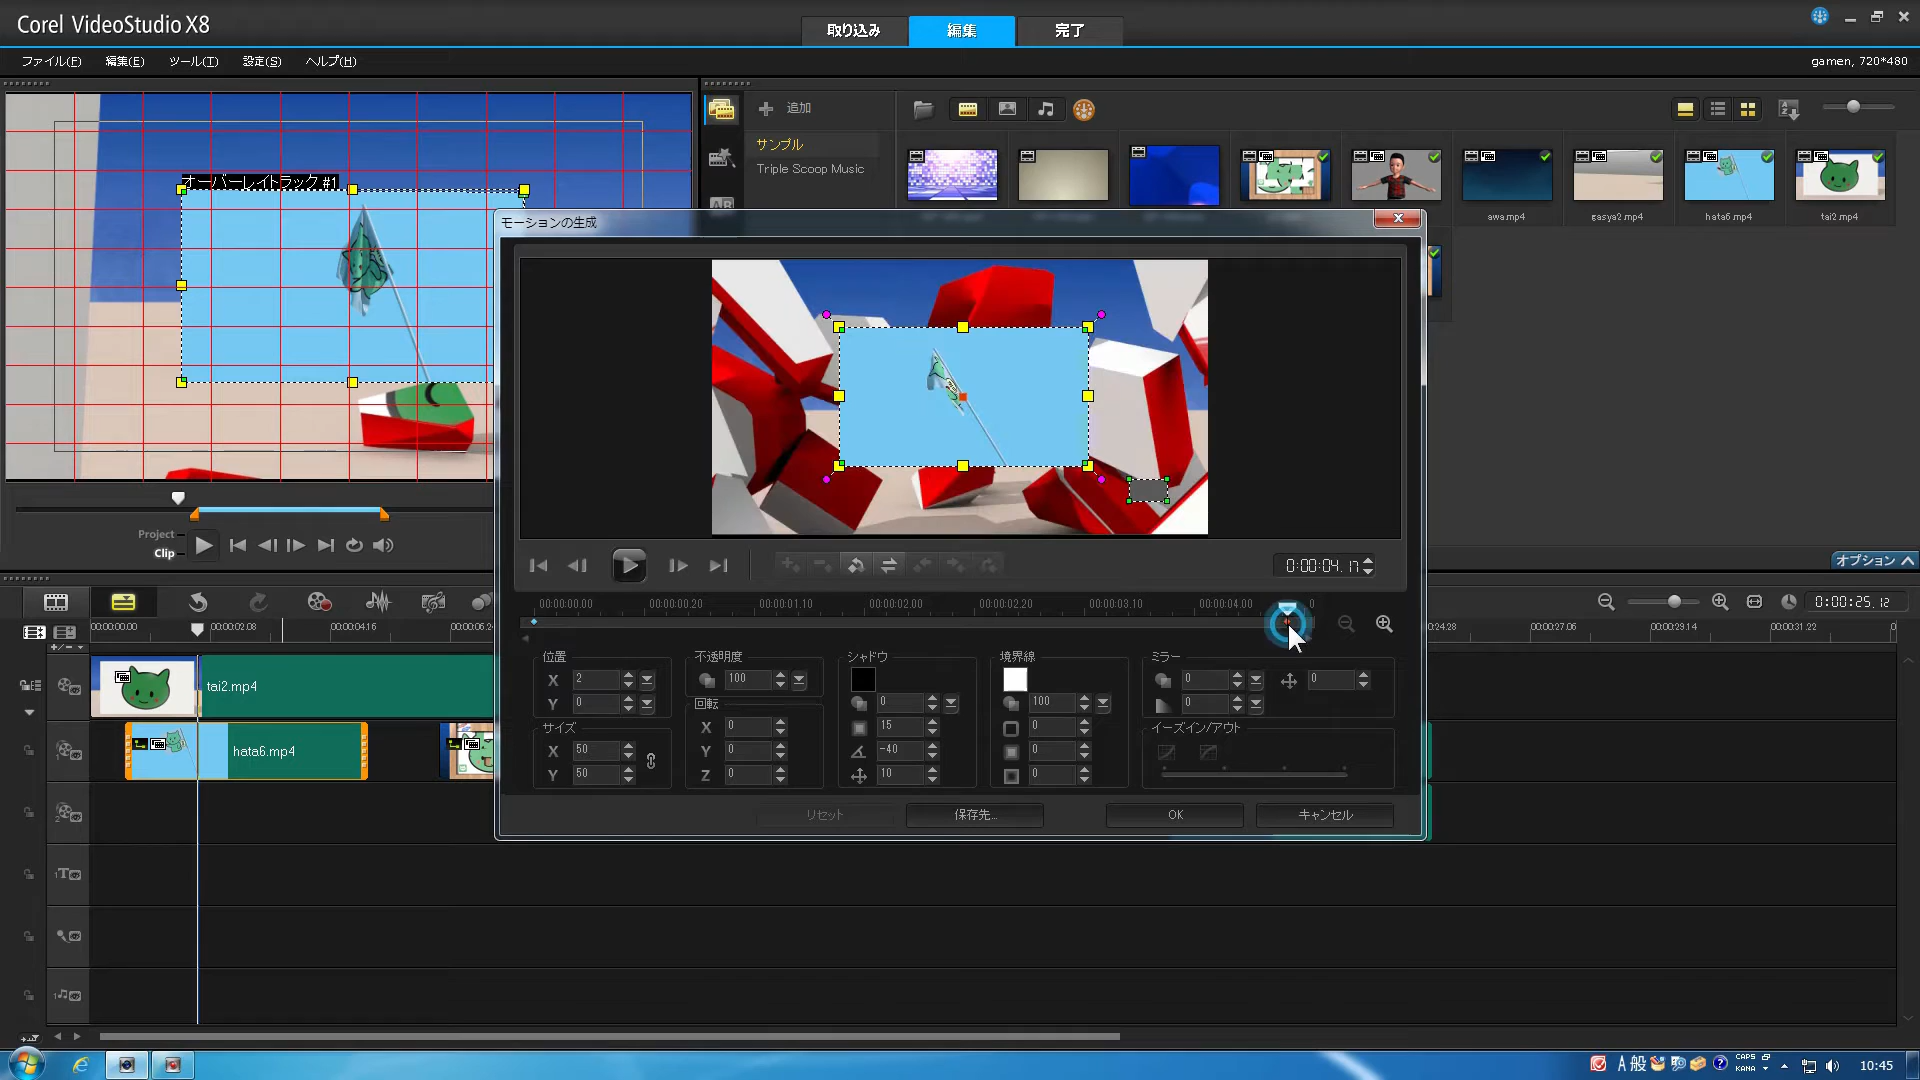 Corel VideoStudio X8
取り込み
編集
完了
ファイル(F)
編集(E)
ツール(T)
設定(S)
ヘルプ(H)
gamen, 720*480
追加
サンプル
Triple Scoop Music
awa.mp4
gasya2.mp4
hata6.mp4
tai2.mp4
オーバーレイトラック #1
モーションの生成
Project
Clip
0:00:04.17
オプション
00:00:00.00
00:00:00.20
00:00:01.10
00:00:02.00
00:00:02.20
00:00:03.10
00:00:04.00
0
00:00:00.00
00:00:02.08
00:00:04.16
00:00:06.2
0:00:25.12
24.28
00:00:27.06
00:00:29.14
00:00:31.22
位置
X 2
Y 0
サイズ
X 50
Y 50
不透明度
100
回転
X 0
Y 0
Z 0
シャドウ
0
15
-40
10
境界線
100
0
0
0
ミラー
0
0
0
イーズイン/アウト
リセット
保存先...
OK
キャンセル
tai2.mp4
hata6.mp4
A 般
CAPS
KANA
10:45